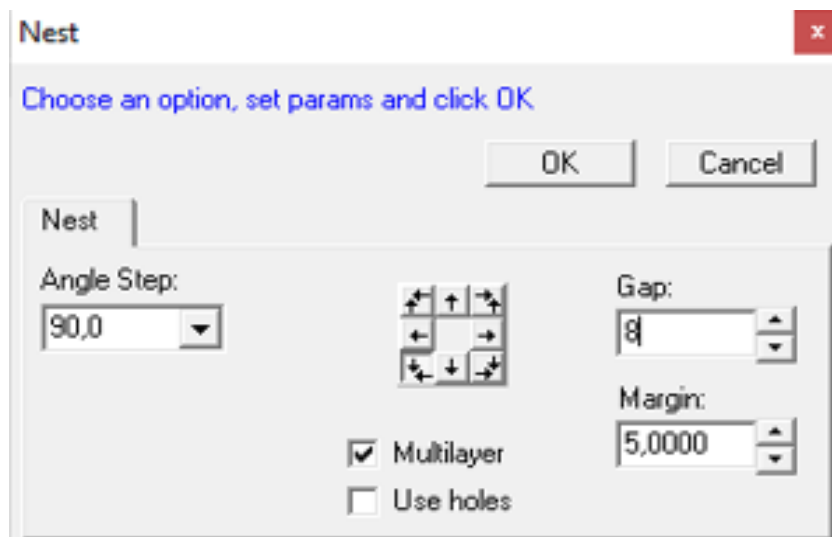 Nest
Choose an option, set params and click OK
OK Cancel
Nest
Angle Step:
90,0
Gap:
8
Margin:
5,0000
Multilayer
Use holes